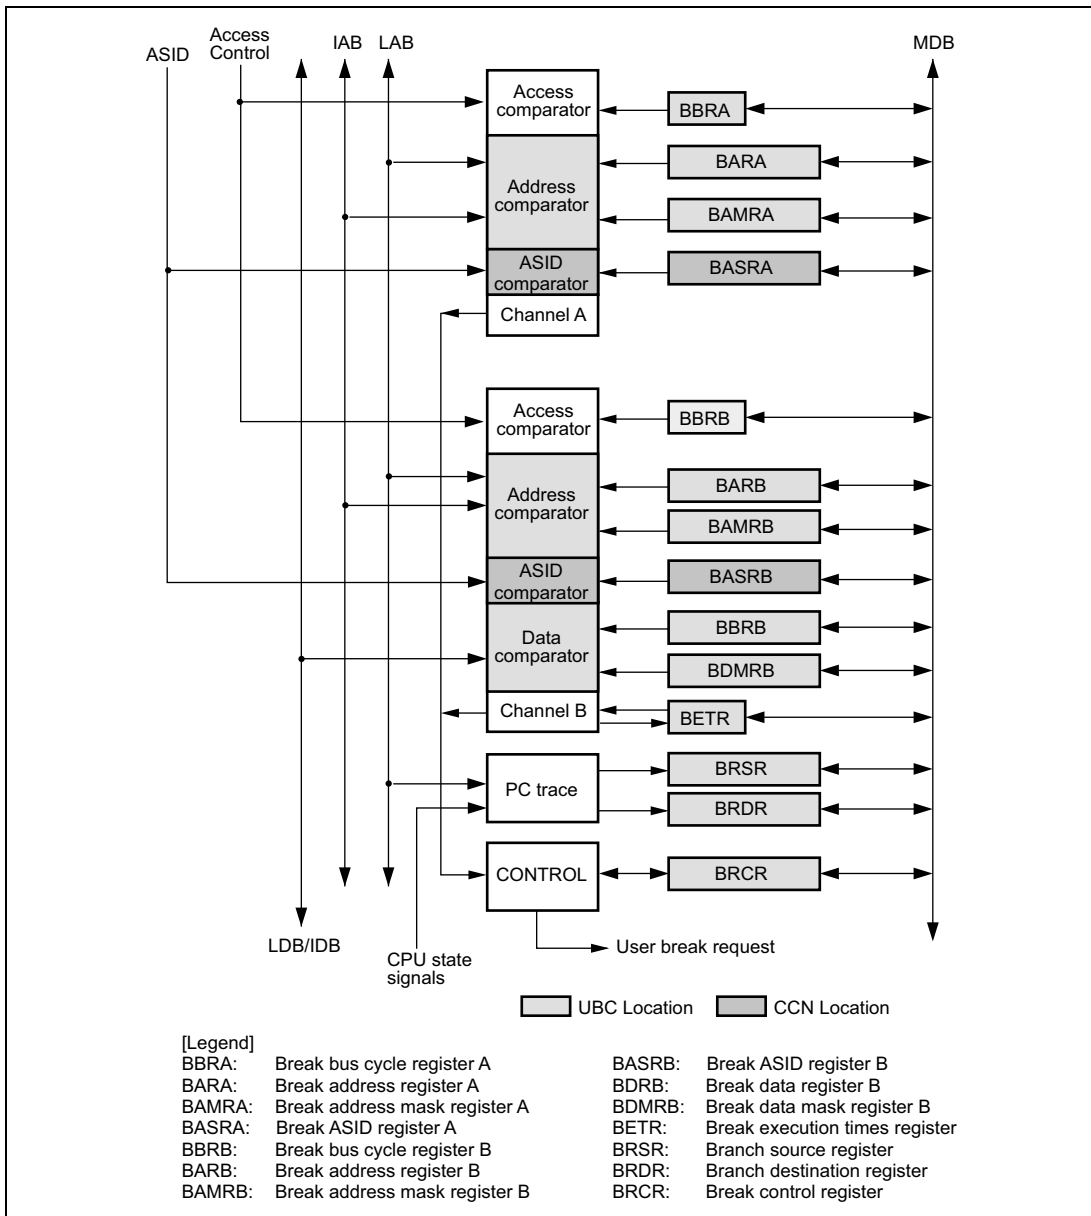 ASID
Access
Control
IAB
LAB
MDB
Access
comparator
BBRA
Address
comparator
BARA
BAMRA
ASID
comparator
BASRA
Channel A
Access
comparator
BBRB
Address
comparator
BARB
BAMRB
ASID
comparator
BASRB
Data
comparator
BBRB
BDMRB
Channel B
BETR
PC trace
BRSR
BRDR
CONTROL
BRCR
LDB/IDB
CPU state
signals
User break request
UBC Location
CCN Location
[Legend]
BBRA: Break bus cycle register A
BARA: Break address register A
BAMRA: Break address mask register A
BASRA: Break ASID register A
BBRB: Break bus cycle register B
BARB: Break address register B
BAMRB: Break address mask register B
BASRB: Break ASID register B
BDRB: Break data register B
BDMRB: Break data mask register B
BETR: Break execution times register
BRSR: Branch source register
BRDR: Branch destination register
BRCR: Break control register